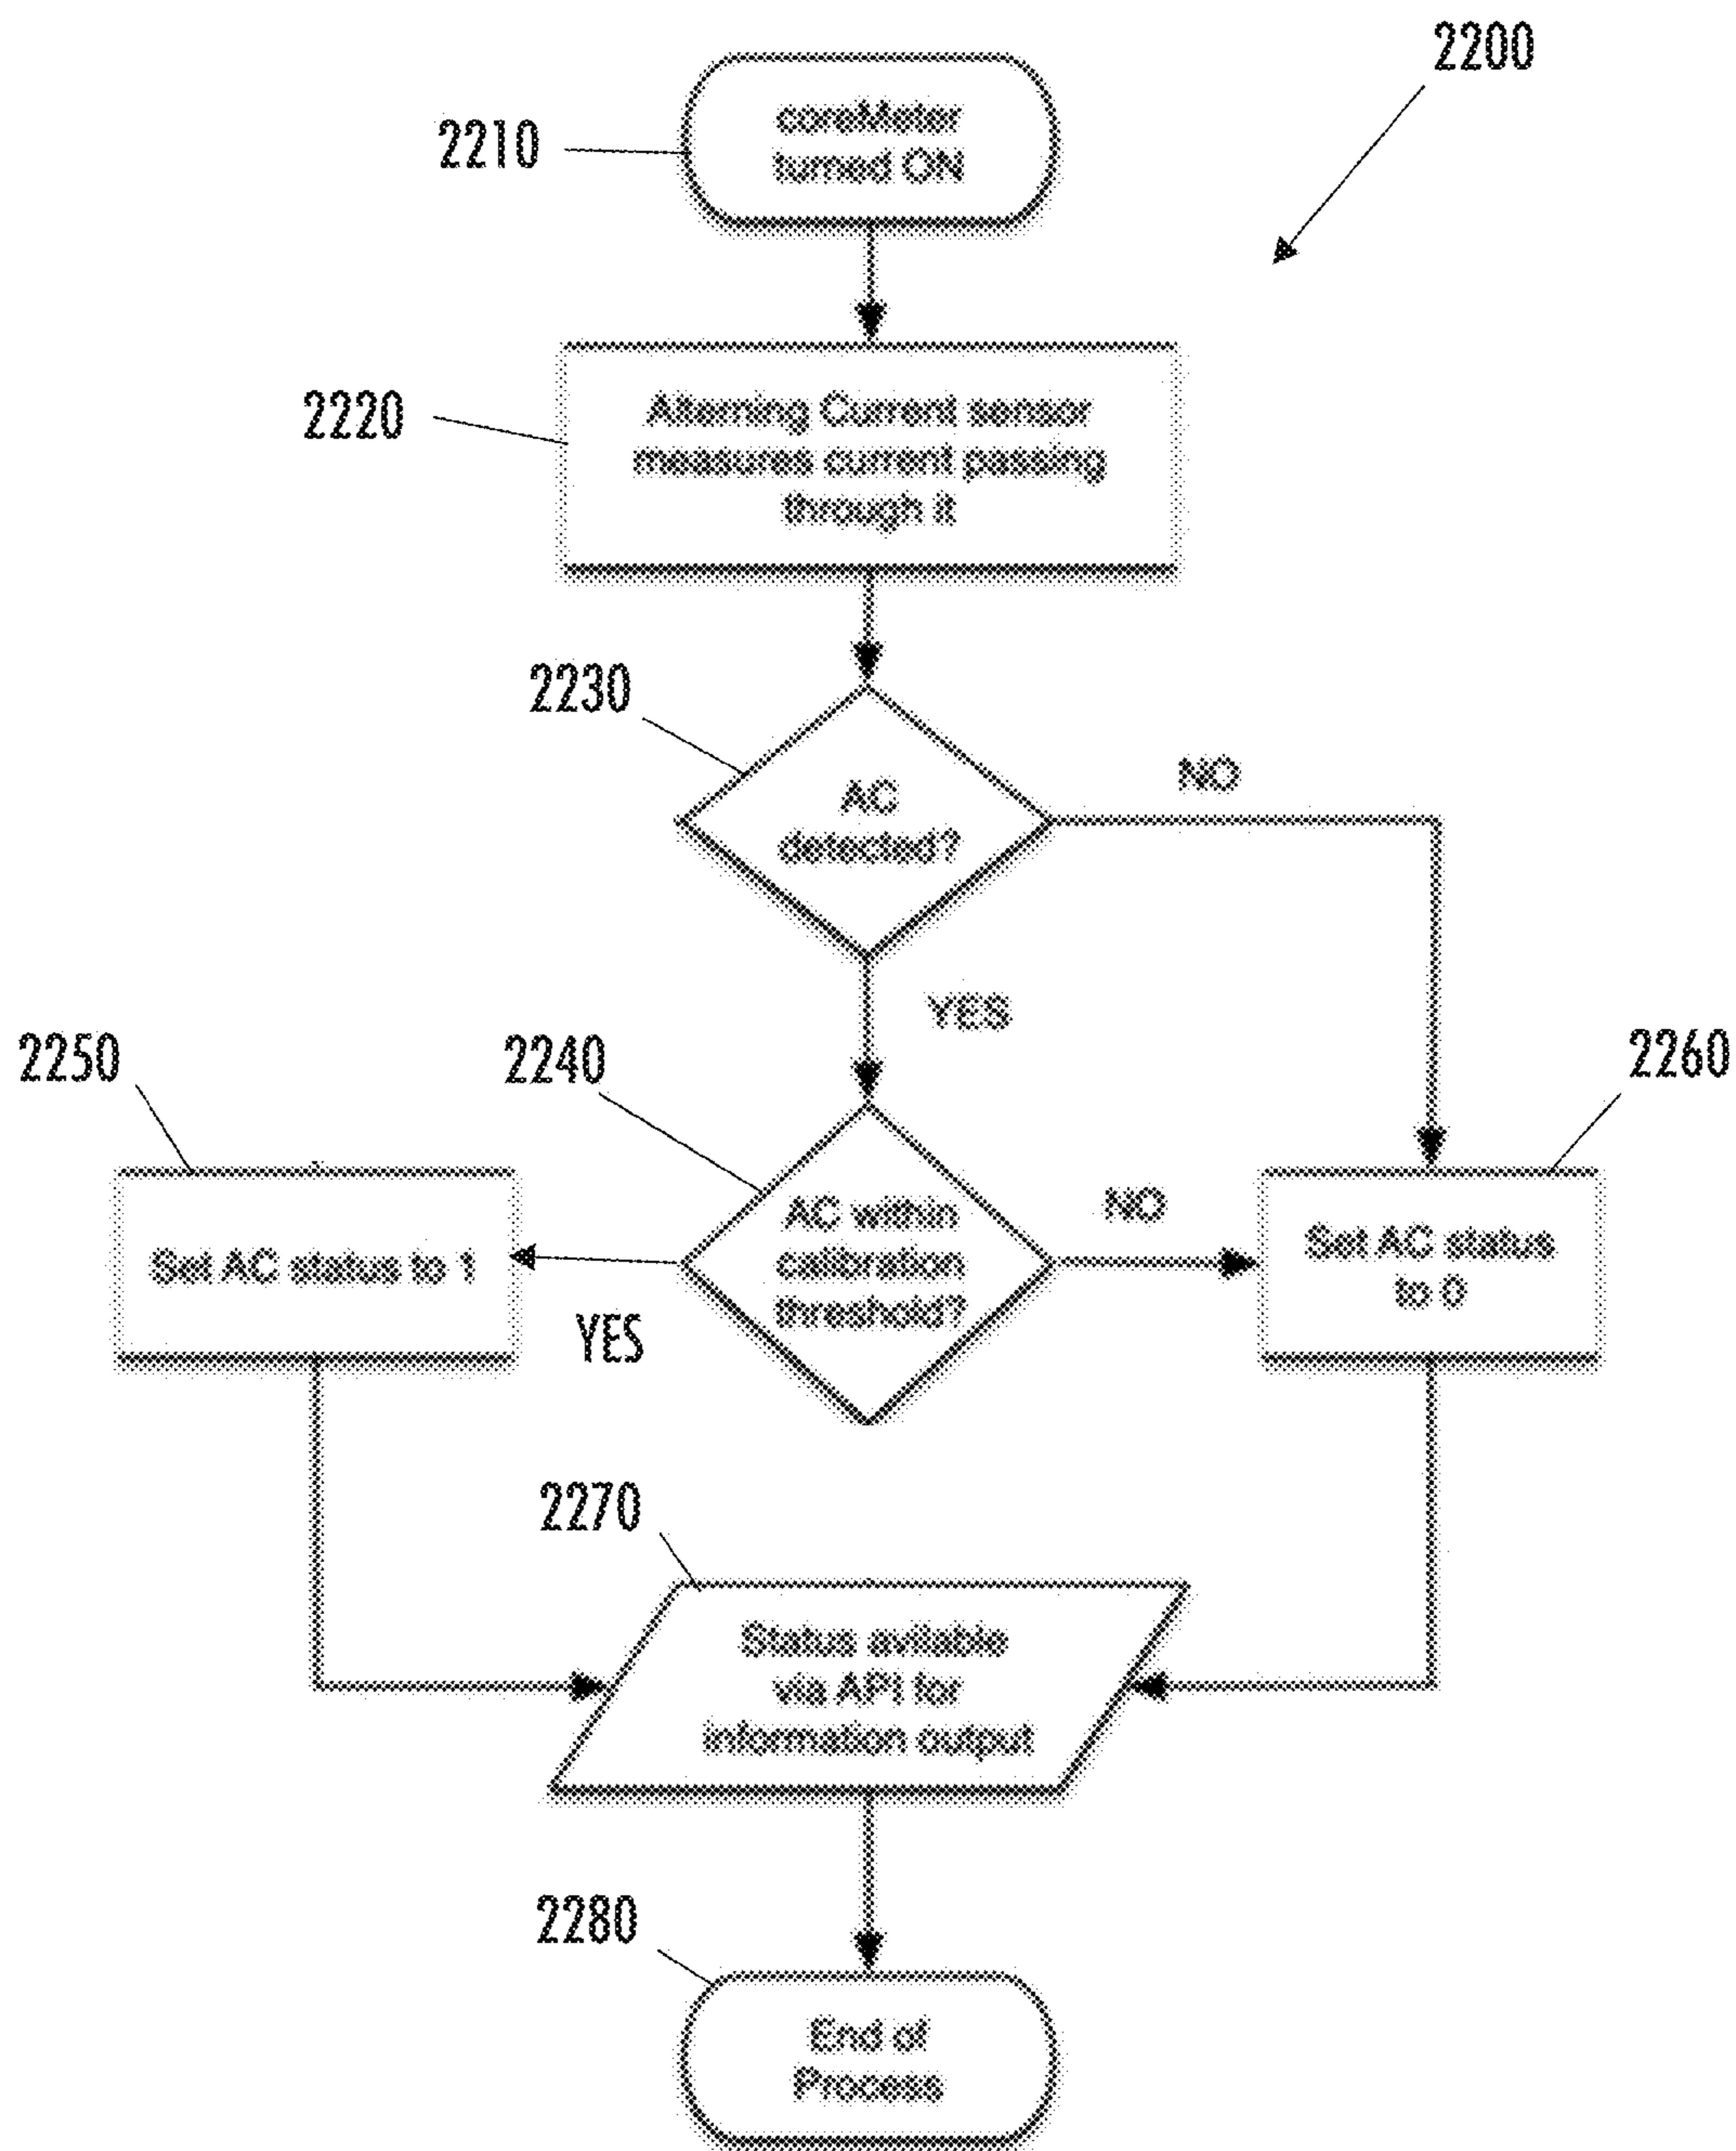 2200
2210
coreMeter
turned ON
2220
Alterning Current sensor
measures current passing
through it
2230
AC
detected?
NO
YES
2250
2240
2260
AC within
calibration
threshold?
NO
Set AC status to 1
YES
Set AC status
to 0
2270
Status avilable
via API for
information output
2280
End of
Process